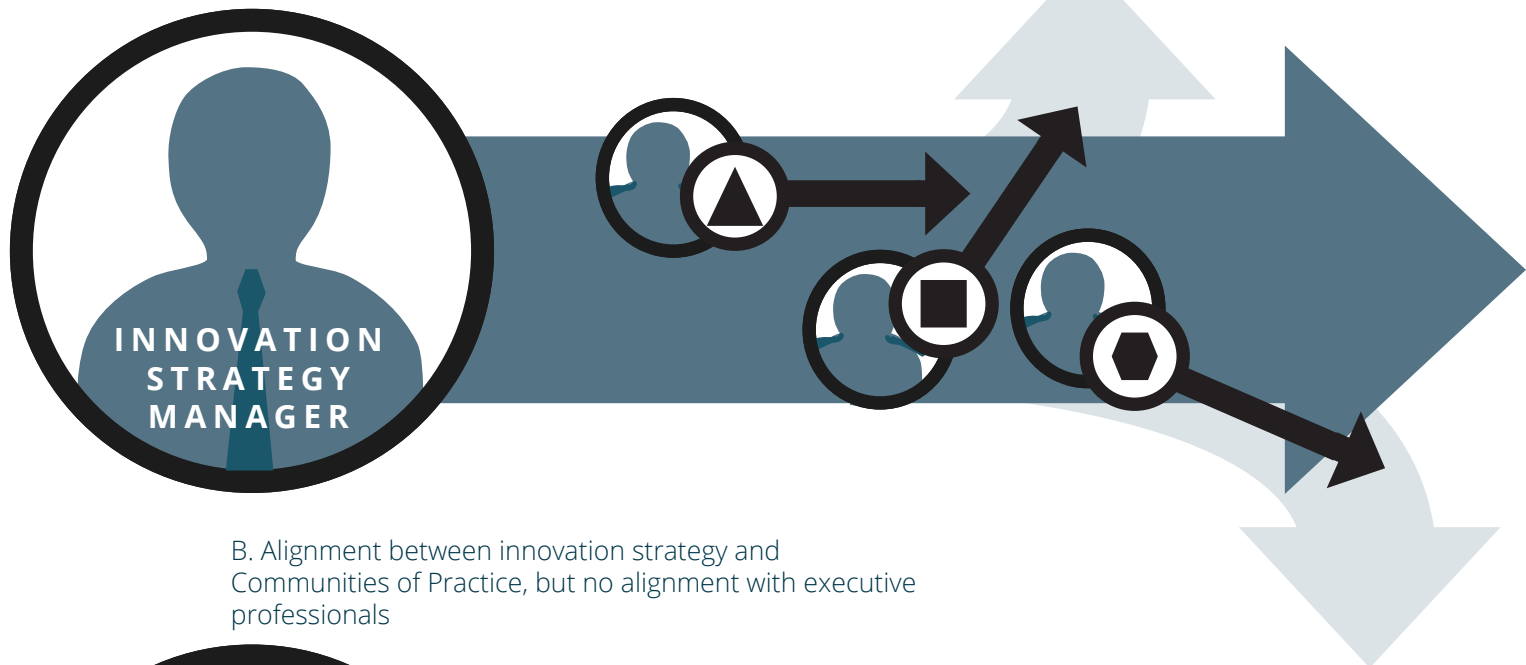 INNOVATION
STRATEGY
MANAGER
B. Alignment between innovation strategy and
Communities of Practice, but no alignment with executive
professionals